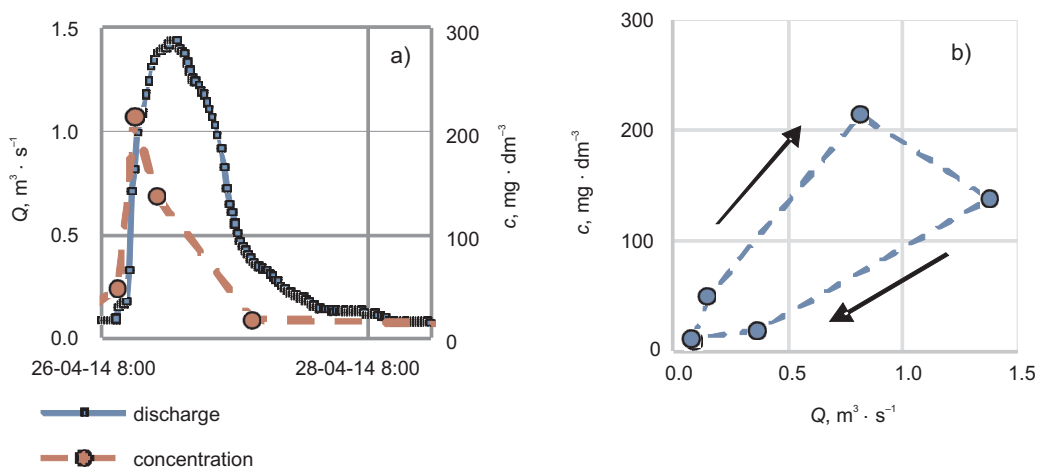 a)
Q, m³ · s⁻¹
1.5
1.0
0.5
0.0
300
200
100
0
c, mg · dm⁻³
26-04-14 8:00
28-04-14 8:00
discharge
concentration
b)
c, mg · dm⁻³
300
200
100
0
0.0
0.5
1.0
1.5
Q, m³ · s⁻¹